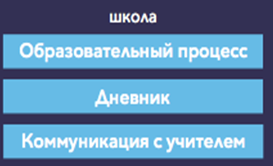 школа
Образовательный процесс
Дневник
Коммуникация с учителем